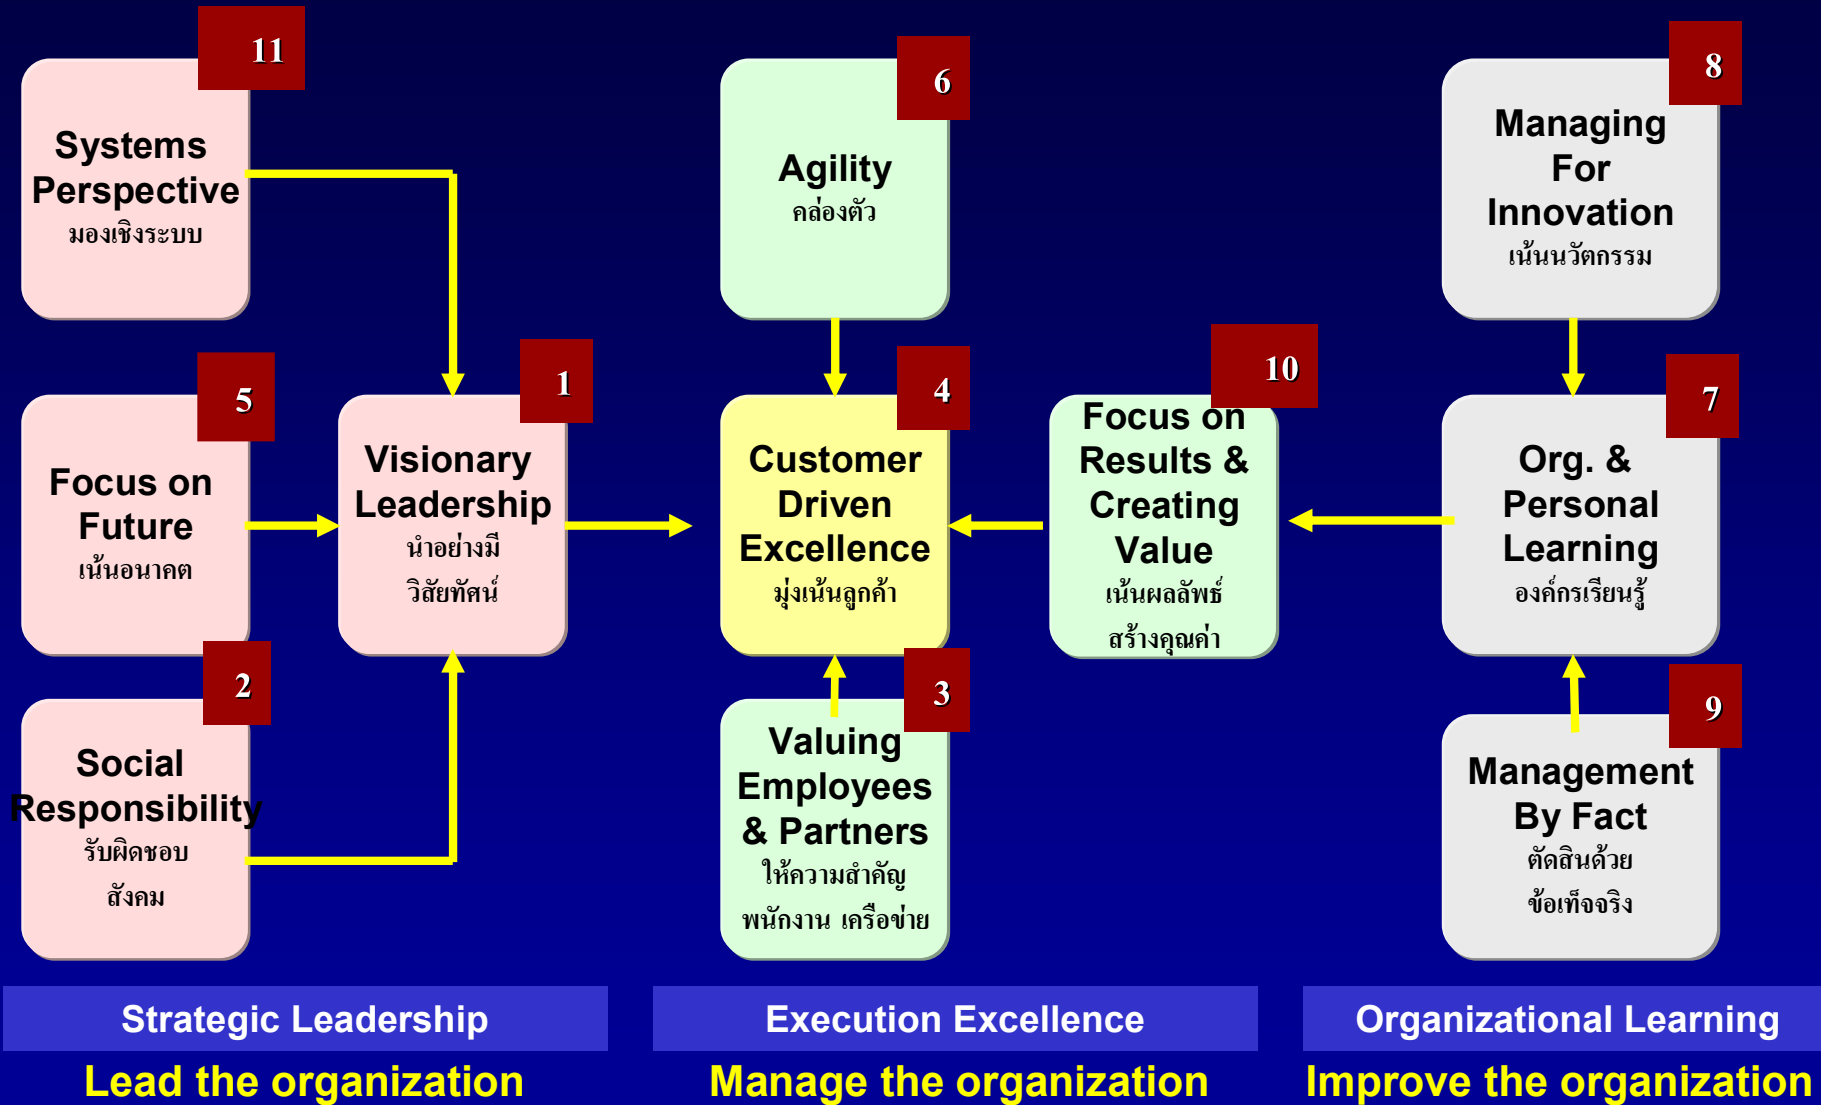 11
Systems
Perspective
มองเชิงระบบ
6
Agility
คล่องตัว
8
Managing
For
Innovation
เน้นนวัตกรรม
5
Focus on
Future
เน้นอนาคต
1
Visionary
Leadership
นำอย่างมี
วิสัยทัศน์
4
Customer
Driven
Excellence
มุ่งเน้นลูกค้า
10
Focus on
Results &
Creating
Value
เน้นผลลัพธ์
สร้างคุณค่า
7
Org. &
Personal
Learning
องค์กรเรียนรู้
2
Social
Responsibility
รับผิดชอบ
สังคม
3
Valuing
Employees
& Partners
ให้ความสำคัญ
พนักงาน เครือข่าย
9
Management
By Fact
ตัดสินด้วย
ข้อเท็จจริง
Strategic Leadership
Execution Excellence
Organizational Learning
Lead the organization
Manage the organization
Improve the organization